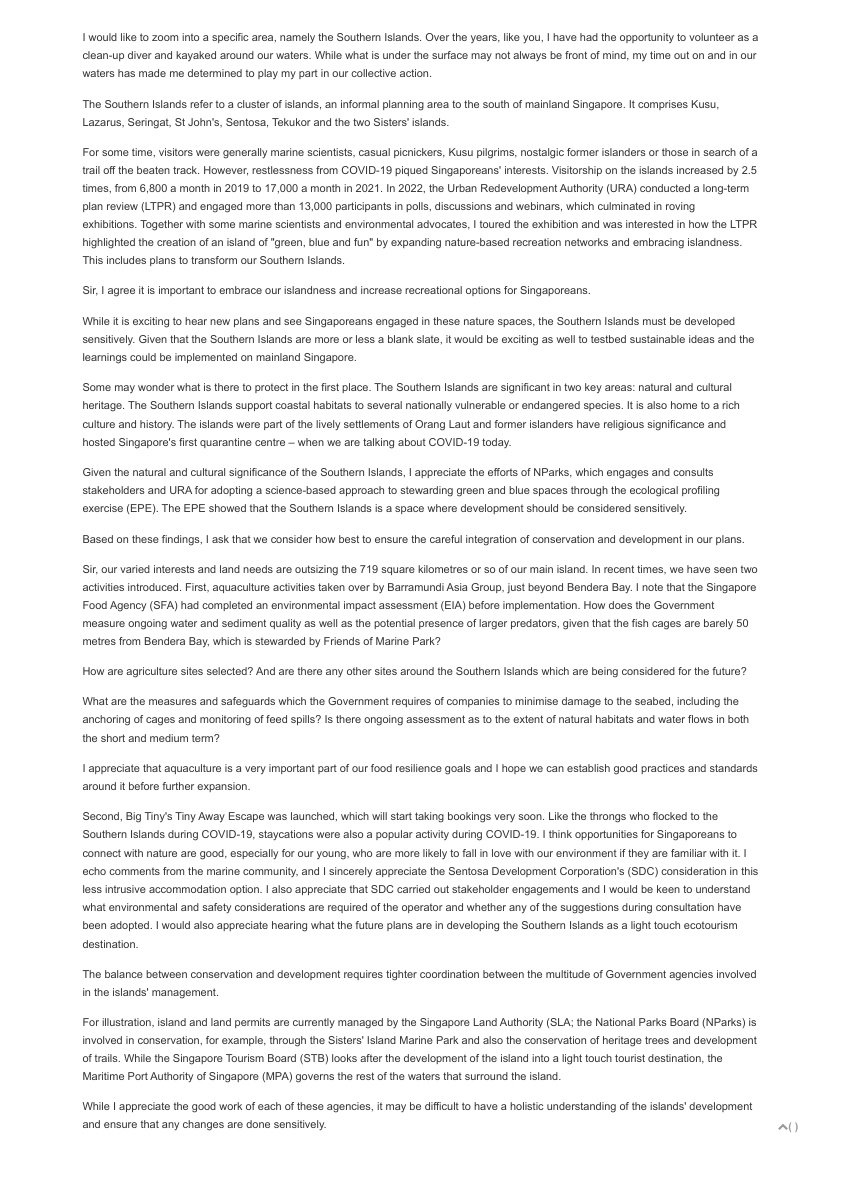 I would like to zoom into a specific area, namely the Southern Islands. Over the years, like you, I have had the opportunity to volunteer as a
clean-up diver and kayaked around our waters. While what is under the surface may not always be front of mind, my time out on and in our
waters has made me determined to play my part in our collective action.
The Southern Islands refer to a cluster of islands, an informal planning area to the south of mainland Singapore. It comprises Kusu,
Lazarus, Seringat, St John's, Sentosa, Tekukor and the two Sisters' islands.
For some time, visitors were generally marine scientists, casual picnickers, Kusu pilgrims, nostalgic former islanders or those in search of a
trail off the beaten track. However, restlessness from COVID-19 piqued Singaporeans' interests. Visitorship on the islands increased by 2.5
times, from 6,800 a month in 2019 to 17,000 a month in 2021. In 2022, the Urban Redevelopment Authority (URA) conducted a long-term
plan review (LTPR) and engaged more than 13,000 participants in polls, discussions and webinars, which culminated in roving
exhibitions. Together with some marine scientists and environmental advocates, I toured the exhibition and was interested in how the LTPR
highlighted the creation of an island of "green, blue and fun" by expanding nature-based recreation networks and embracing islandness.
This includes plans to transform our Southern Islands.
Sir, I agree it is important to embrace our islandness and increase recreational options for Singaporeans.
While it is exciting to hear new plans and see Singaporeans engaged in these nature spaces, the Southern Islands must be developed
sensitively. Given that the Southern Islands are more or less a blank slate, it would be exciting as well to testbed sustainable ideas and the
learnings could be implemented on mainland Singapore.
Some may wonder what is there to protect in the first place. The Southern Islands are significant in two key areas: natural and cultural
heritage. The Southern Islands support coastal habitats to several nationally vulnerable or endangered species. It is also home to a rich
culture and history. The islands were part of the lively settlements of Orang Laut and former islanders have religious significance and
hosted Singapore's first quarantine centre – when we are talking about COVID-19 today.
Given the natural and cultural significance of the Southern Islands, I appreciate the efforts of NParks, which engages and consults
stakeholders and URA for adopting a science-based approach to stewarding green and blue spaces through the ecological profiling
exercise (EPE). The EPE showed that the Southern Islands is a space where development should be considered sensitively.
Based on these findings, I ask that we consider how best to ensure the careful integration of conservation and development in our plans.
Sir, our varied interests and land needs are outsizing the 719 square kilometres or so of our main island. In recent times, we have seen two
activities introduced. First, aquaculture activities taken over by Barramundi Asia Group, just beyond Bendera Bay. I note that the Singapore
Food Agency (SFA) had completed an environmental impact assessment (EIA) before implementation. How does the Government
measure ongoing water and sediment quality as well as the potential presence of larger predators, given that the fish cages are barely 50
metres from Bendera Bay, which is stewarded by Friends of Marine Park?
How are agriculture sites selected? And are there any other sites around the Southern Islands which are being considered for the future?
What are the measures and safeguards which the Government requires of companies to minimise damage to the seabed, including the
anchoring of cages and monitoring of feed spills? Is there ongoing assessment as to the extent of natural habitats and water flows in both
the short and medium term?
I appreciate that aquaculture is a very important part of our food resilience goals and I hope we can establish good practices and standards
around it before further expansion.
Second, Big Tiny's Tiny Away Escape was launched, which will start taking bookings very soon. Like the throngs who flocked to the
Southern Islands during COVID-19, staycations were also a popular activity during COVID-19. I think opportunities for Singaporeans to
connect with nature are good, especially for our young, who are more likely to fall in love with our environment if they are familiar with it. I
echo comments from the marine community, and I sincerely appreciate the Sentosa Development Corporation's (SDC) consideration in this
less intrusive accommodation option. I also appreciate that SDC carried out stakeholder engagements and I would be keen to understand
what environmental and safety considerations are required of the operator and whether any of the suggestions during consultation have
been adopted. I would also appreciate hearing what the future plans are in developing the Southern Islands as a light touch ecotourism
destination.
The balance between conservation and development requires tighter coordination between the multitude of Government agencies involved
in the islands' management.
For illustration, island and land permits are currently managed by the Singapore Land Authority (SLA; the National Parks Board (NParks) is
involved in conservation, for example, through the Sisters' Island Marine Park and also the conservation of heritage trees and development
of trails. While the Singapore Tourism Board (STB) looks after the development of the island into a light touch tourist destination, the
Maritime Port Authority of Singapore (MPA) governs the rest of the waters that surround the island.
While I appreciate the good work of each of these agencies, it may be difficult to have a holistic understanding of the islands' development
and ensure that any changes are done sensitively.
( )